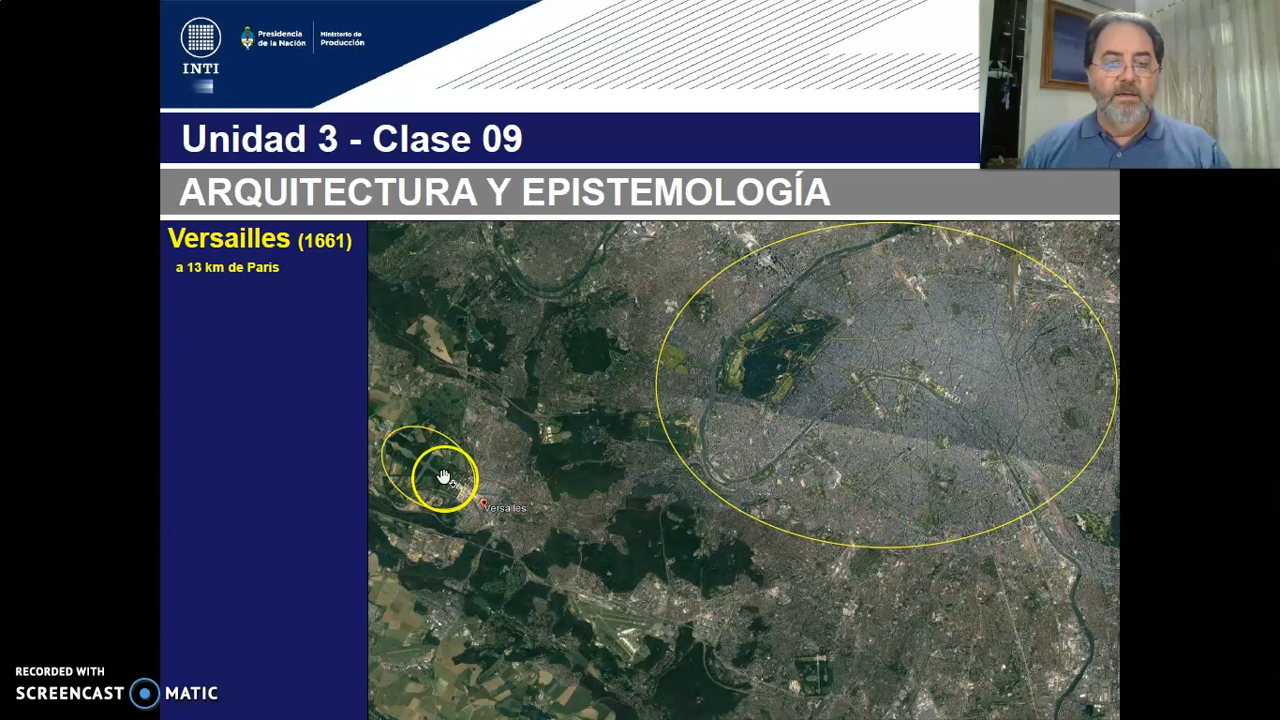 INTI
Presidencia
de la Nación
Ministerio de
Producción
Unidad 3 - Clase 09
ARQUITECTURA Y EPISTEMOLOGÍA
Versailles (1661)
a 13 km de París
Versailles
RECORDED WITH
SCREENCAST MATIC